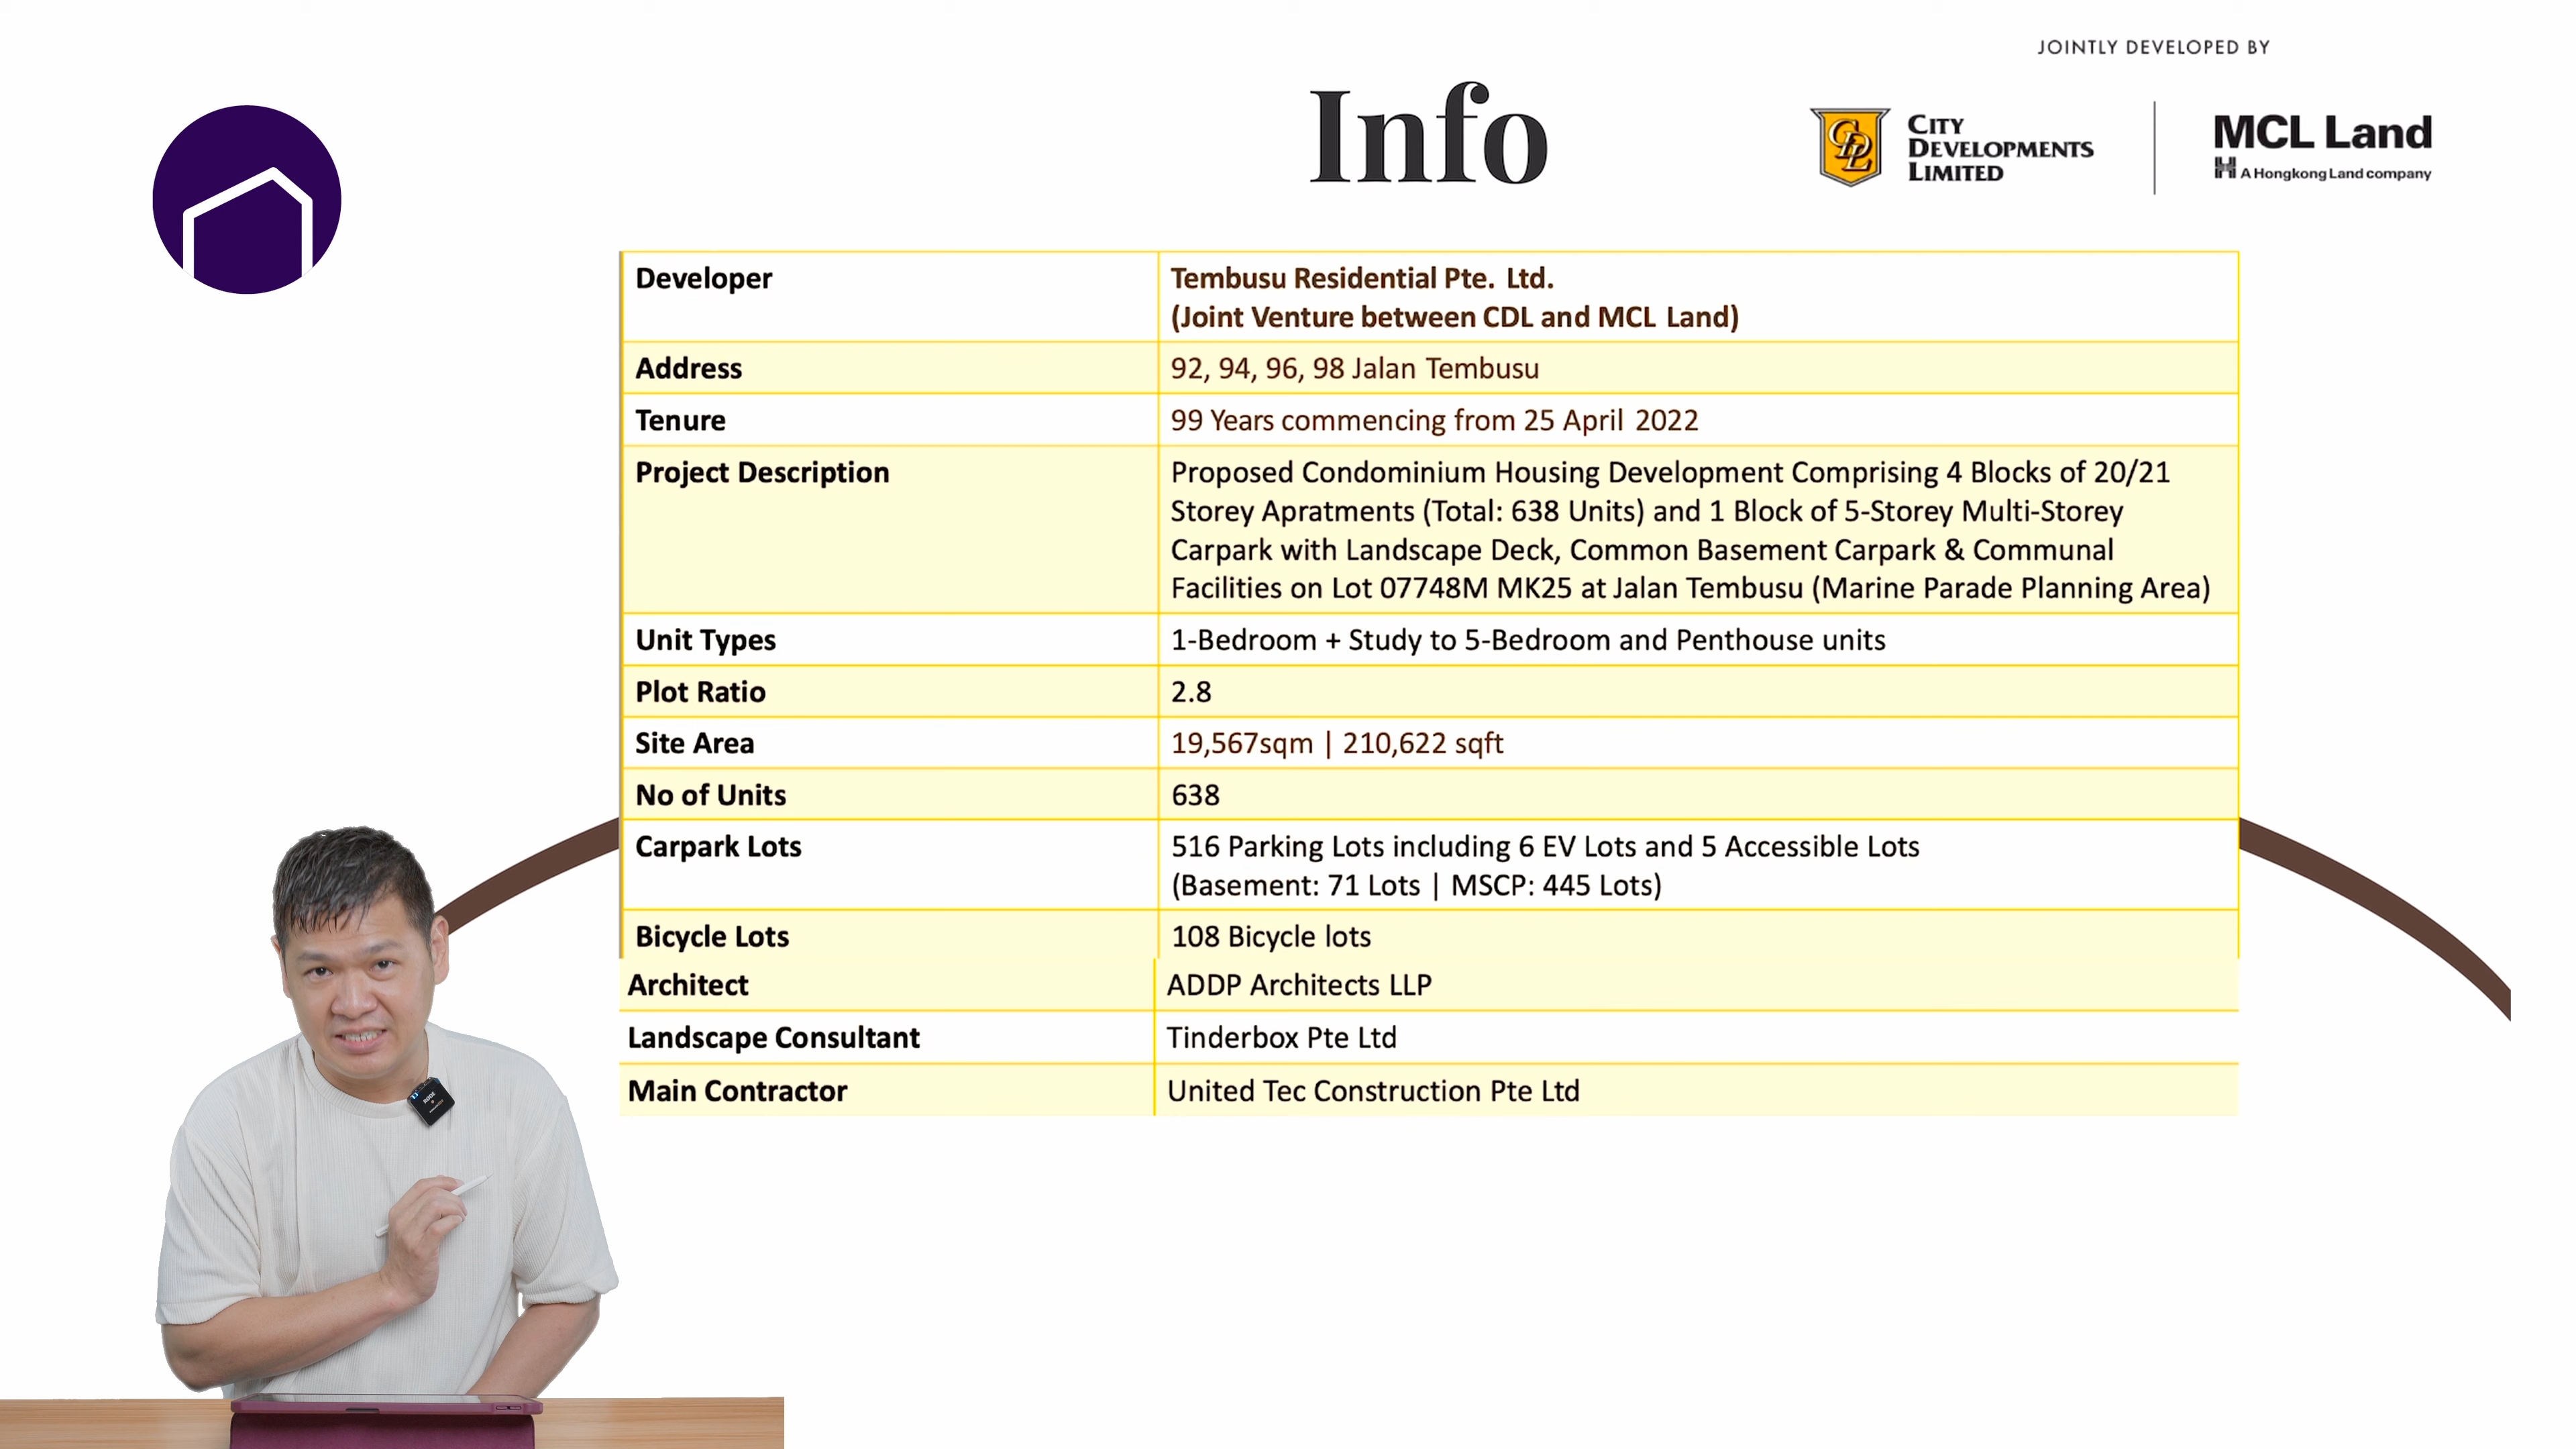 JOINTLY DEVELOPED BY
Info
CDL
CITY
DEVELOPMENTS
LIMITED
MCL Land
A Hongkong Land company
Developer
Tembusu Residential Pte. Ltd.
(Joint Venture between CDL and MCL Land)
Address
92, 94, 96, 98 Jalan Tembusu
Tenure
99 Years commencing from 25 April 2022
Project Description
Proposed Condominium Housing Development Comprising 4 Blocks of 20/21
Storey Apratments (Total: 638 Units) and 1 Block of 5-Storey Multi-Storey
Carpark with Landscape Deck, Common Basement Carpark & Communal
Facilities on Lot 07748M MK25 at Jalan Tembusu (Marine Parade Planning Area)
Unit Types
1-Bedroom + Study to 5-Bedroom and Penthouse units
Plot Ratio
2.8
Site Area
19,567sqm | 210,622 sqft
No of Units
638
Carpark Lots
516 Parking Lots including 6 EV Lots and 5 Accessible Lots
(Basement: 71 Lots | MSCP: 445 Lots)
Bicycle Lots
108 Bicycle lots
Architect
ADDP Architects LLP
Landscape Consultant
Tinderbox Pte Ltd
Main Contractor
United Tec Construction Pte Ltd